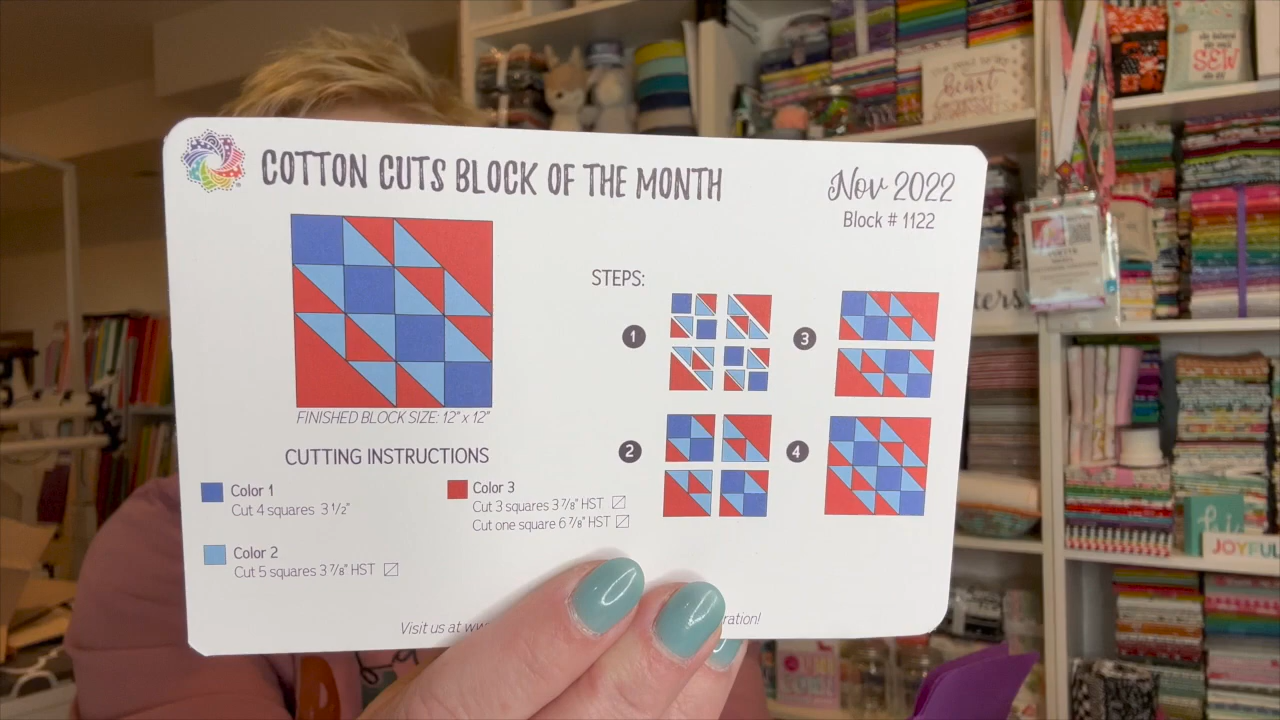 COTTON CUTS BLOCK OF THE MONTH
Nov 2022
Block # 1122
FINISHED BLOCK SIZE: 12" x 12"
CUTTING INSTRUCTIONS
Color 1
Cut 4 squares 3 1/2"
Color 2
Cut 5 squares 3 7/8" HST
Color 3
Cut 3 squares 3 7/8" HST
Cut one square 6 7/8" HST
STEPS:
1
3
2
4
Visit us at
heart
SEW
hi
JOYFUL